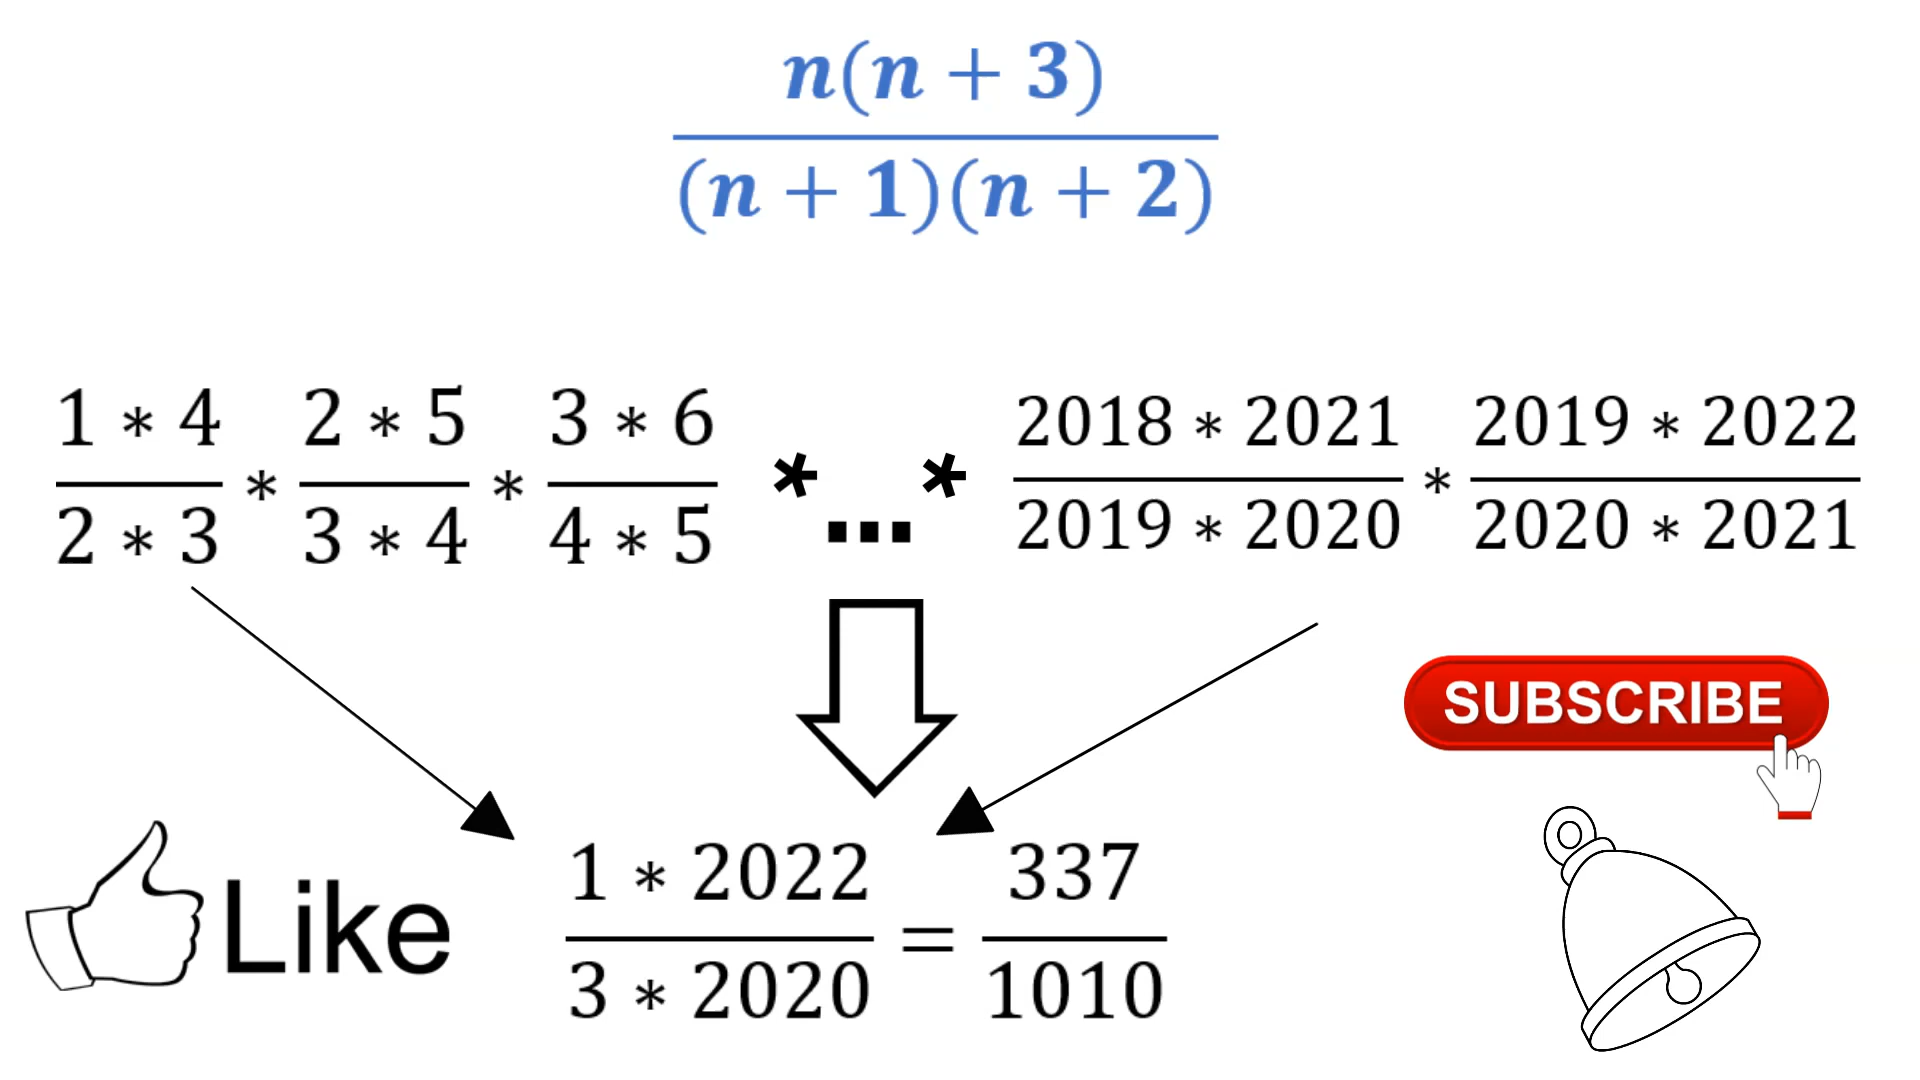 n(n + 3)
(n + 1)(n + 2)
1 * 4 2 * 5 3 * 6 2018 * 2021 2019 * 2022
* * * ... * *
2 * 3 3 * 4 4 * 5 2019 * 2020 2020 * 2021
SUBSCRIBE
1 * 2022 337
Like =
3 * 2020 1010